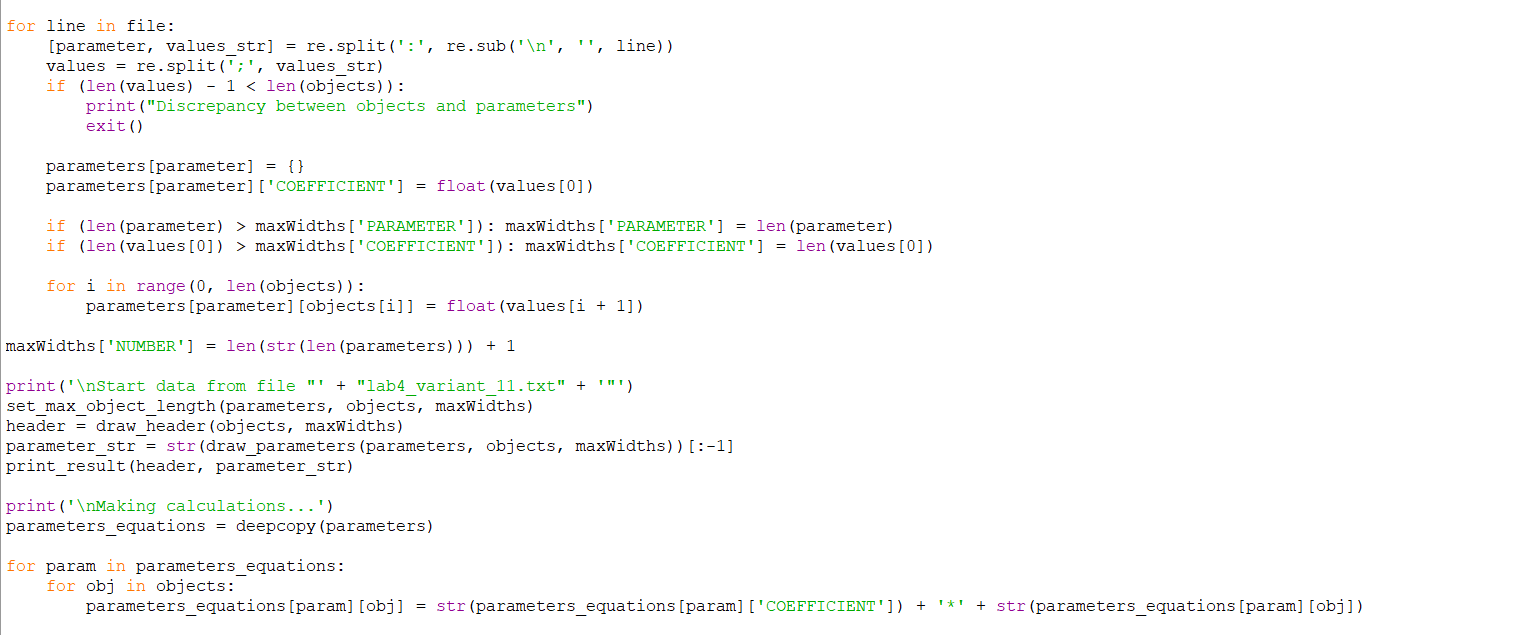 for line in file:
    [parameter, values_str] = re.split(':', re.sub('\n', '', line))
    values = re.split(';', values_str)
    if (len(values) - 1 < len(objects)):
        print("Discrepancy between objects and parameters")
        exit()

    parameters[parameter] = {}
    parameters[parameter]['COEFFICIENT'] = float(values[0])

    if (len(parameter) > maxWidths['PARAMETER']): maxWidths['PARAMETER'] = len(parameter)
    if (len(values[0]) > maxWidths['COEFFICIENT']): maxWidths['COEFFICIENT'] = len(values[0])

    for i in range(0, len(objects)):
        parameters[parameter][objects[i]] = float(values[i + 1])

maxWidths['NUMBER'] = len(str(len(parameters))) + 1

print('\nStart data from file "' + "lab4_variant_11.txt" + '"')
set_max_object_length(parameters, objects, maxWidths)
header = draw_header(objects, maxWidths)
parameter_str = str(draw_parameters(parameters, objects, maxWidths))[:-1]
print_result(header, parameter_str)

print('\nMaking calculations...')
parameters_equations = deepcopy(parameters)

for param in parameters_equations:
    for obj in objects:
        parameters_equations[param][obj] = str(parameters_equations[param]['COEFFICIENT']) + '*' + str(parameters_equations[param][obj])